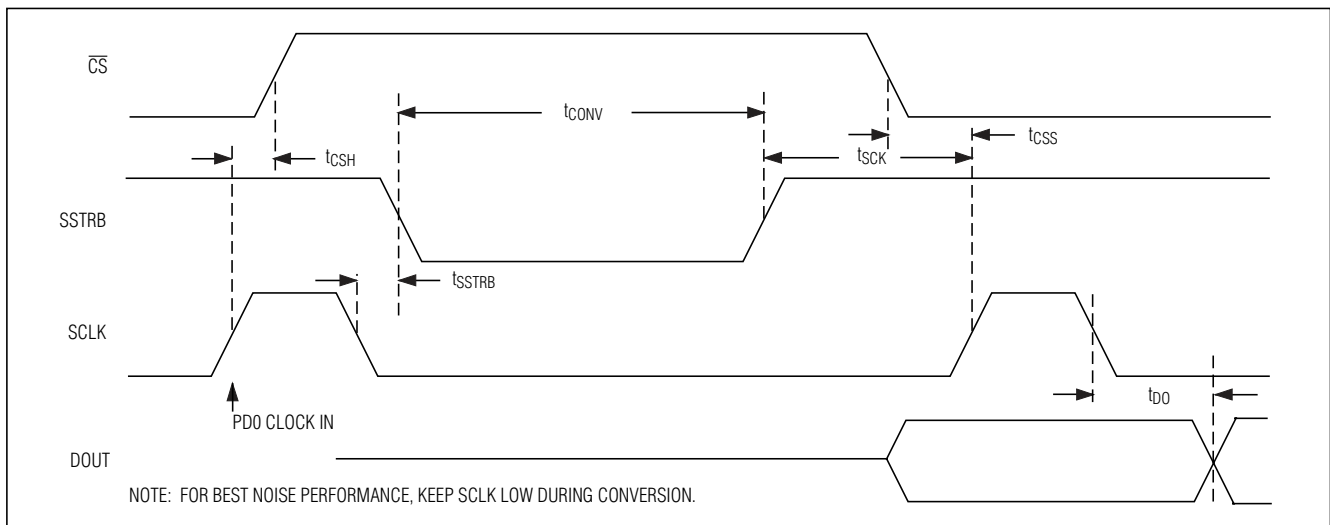 CS
tCONV
tCSS
tCSH
tSCK
SSTRB
tSSTRB
SCLK
tDO
PD0 CLOCK IN
DOUT
NOTE: FOR BEST NOISE PERFORMANCE, KEEP SCLK LOW DURING CONVERSION.